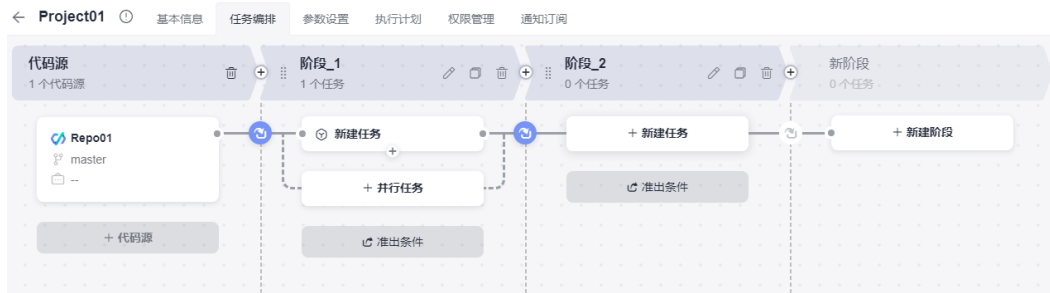 Project01 基本信息 任务编排 参数设置 执行计划 权限管理 通知订阅
代码源 阶段_1 阶段_2 新阶段
1 个代码源 1 个任务 0 个任务 0 个任务
Repo01 新建任务 + 新建任务 + 新建阶段
master
--
+ 并行任务 准出条件
+ 代码源 准出条件